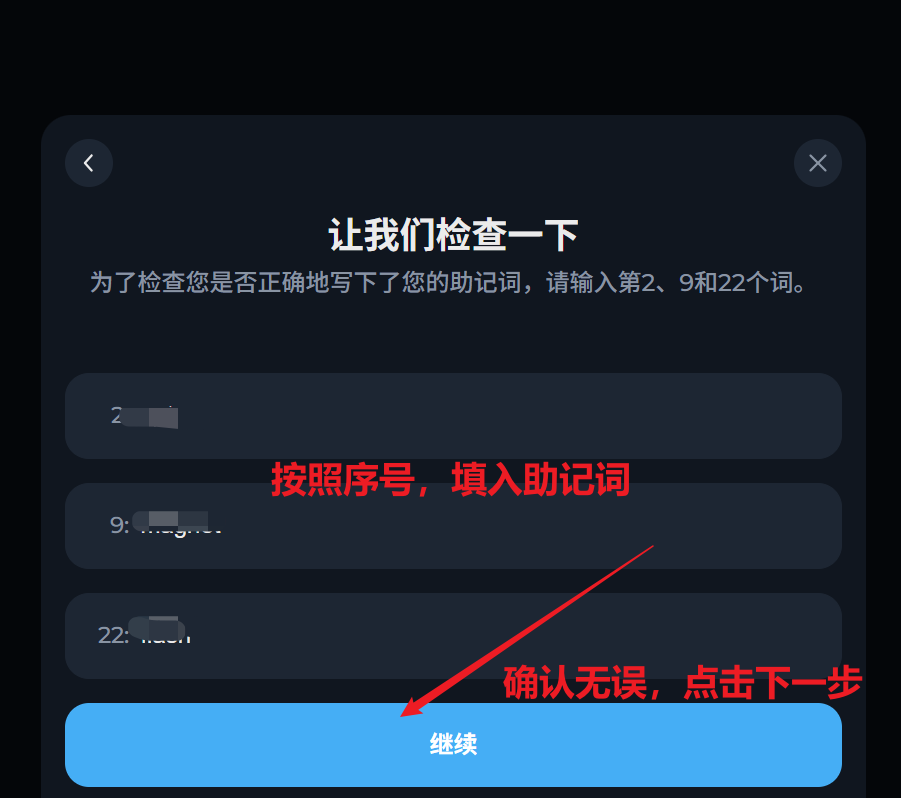 让我们检查一下
为了检查您是否正确地写下了您的助记词，请输入第2、9和22个词。
2
按照序号，填入助记词
9:
22:
确认无误，点击下一步
继续